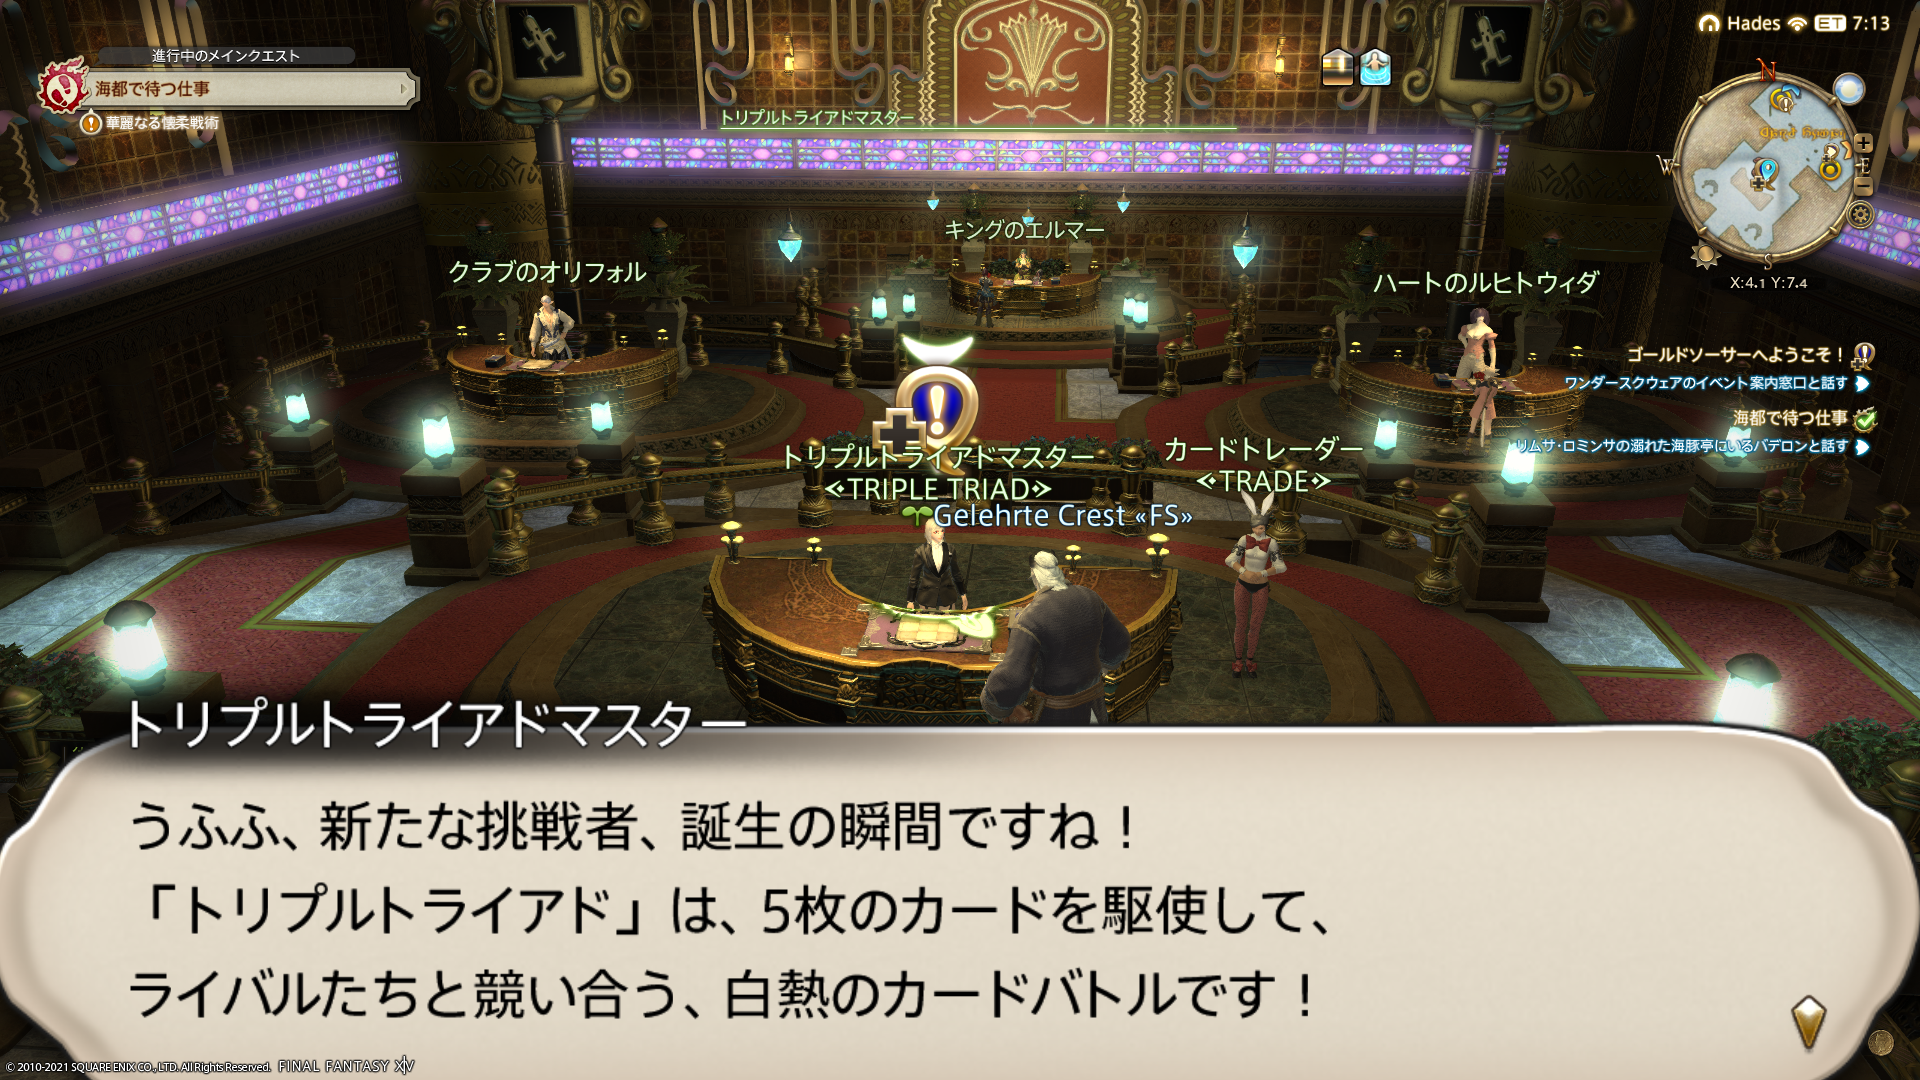 進行中のメインクエスト
海都で待つ仕事
華麗なる懐柔戦術
Hades ET 7:13
N
W
E
S
X:4.1 Y:7.4
トリプルトライアドマスター
キングのエルマー
クラブのオリフォル
ハートのルヒトウィダ
ゴールドソーサーへようこそ！
ワンダースクウェアのイベント案内窓口と話す
海都で待つ仕事
リムサ・ロミンサの溺れた海豚亭にいるバデロンと話す
トリプルトライアドマスター
<TRIPLE TRIAD>
カードトレーダー
<TRADE>
Gelehrte Crest «FS»
トリプルトライアドマスター
うふふ、新たな挑戦者、誕生の瞬間ですね！
「トリプルトライアド」は、5枚のカードを駆使して、
ライバルたちと競い合う、白熱のカードバトルです！
© 2010-2021 SQUARE ENIX CO., LTD. All Rights Reserved. FINAL FANTASY XIV